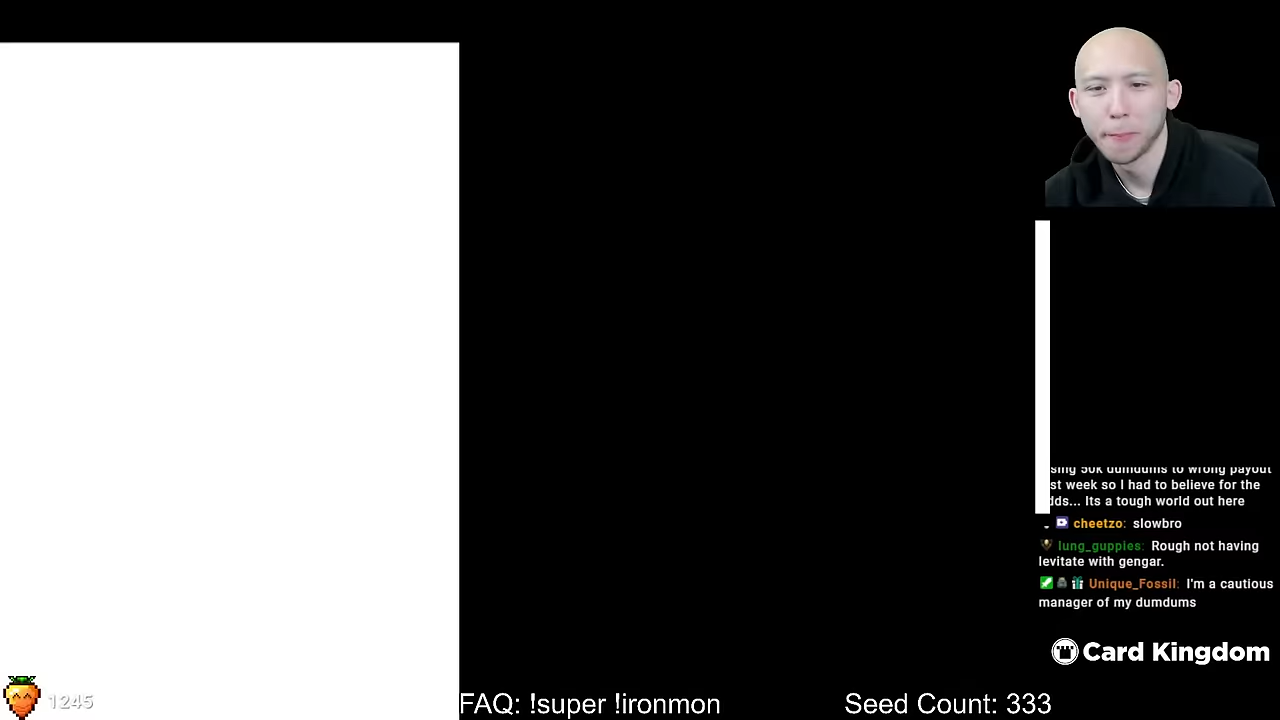 sing 50k dumdums to wrong payout
st week so I had to believe for the
dds... Its a tough world out here
cheetzo: slowbro
lung_guppies: Rough not having
levitate with gengar.
Unique_Fossil: I'm a cautious
manager of my dumdums
Card Kingdom
1245
FAQ: !super !ironmon
Seed Count: 333